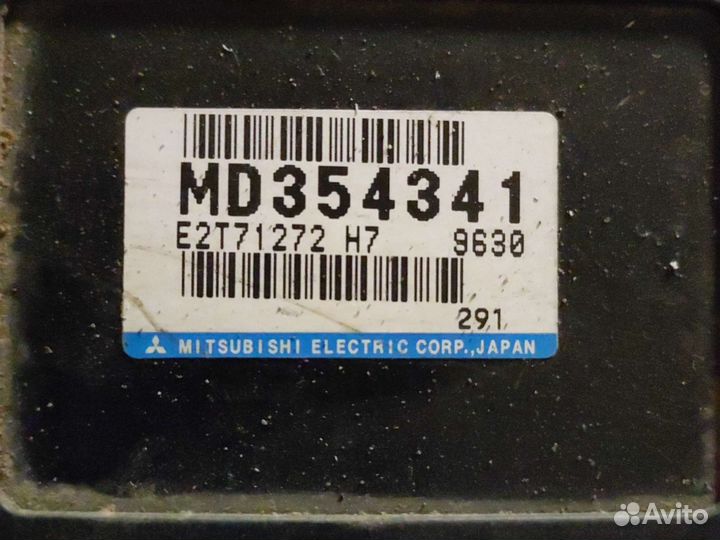 MD354341
E2T71272 H7 9630
291
MITSUBISHI ELECTRIC CORP.,JAPAN
Avito